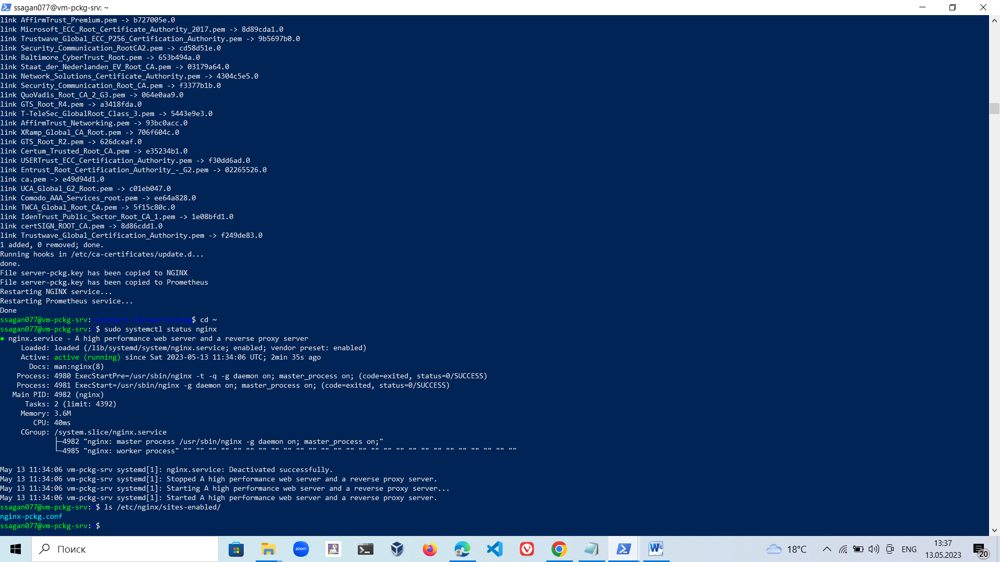 ssagan077@vm-pckg-srv: ~
link AffirmTrust_Premium.pem -> b727005e.0
link Microsoft_ECC_Root_Certificate_Authority_2017.pem -> 8d89cda1.0
link Trustwave_Global_ECC_P256_Certification_Authority.pem -> 9b5697b0.0
link Security_Communication_RootCA2.pem -> cd58d51e.0
link Baltimore_CyberTrust_Root.pem -> 653b494a.0
link Staat_der_Nederlanden_EV_Root_CA.pem -> 03179a64.0
link Network_Solutions_Certificate_Authority.pem -> 4304c5e5.0
link Security_Communication_Root_CA.pem -> f3377b1b.0
link QuoVadis_Root_CA_2_G3.pem -> 064e0aa9.0
link GTS_Root_R4.pem -> a3418fda.0
link T-TeleSec_GlobalRoot_Class_3.pem -> 5443e9e3.0
link AffirmTrust_Networking.pem -> 93bc0acc.0
link XRamp_Global_CA_Root.pem -> 706f604c.0
link GTS_Root_R2.pem -> 626dceaf.0
link Certum_Trusted_Root_CA.pem -> e35234b1.0
link USERTrust_ECC_Certification_Authority.pem -> f30dd6ad.0
link Entrust_Root_Certification_Authority_-_G2.pem -> 02265526.0
link ca.pem -> e49d94d1.0
link UCA_Global_G2_Root.pem -> c01eb047.0
link Comodo_AAA_Services_root.pem -> ee64a828.0
link TWCA_Global_Root_CA.pem -> 5f15c80c.0
link IdenTrust_Public_Sector_Root_CA_1.pem -> 1e08bfd1.0
link certSIGN_ROOT_CA.pem -> 8d86cdd1.0
link Trustwave_Global_Certification_Authority.pem -> f249de83.0
1 added, 0 removed; done.
Running hooks in /etc/ca-certificates/update.d...
done.
File server-pckg.key has been copied to NGINX
File server-pckg.key has been copied to Prometheus
Restarting NGINX service...
Restarting Prometheus service...
Done
ssagan077@vm-pckg-srv: $ cd ~
ssagan077@vm-pckg-srv: $ sudo systemctl status nginx
● nginx.service - A high performance web server and a reverse proxy server
Loaded: loaded (/lib/systemd/system/nginx.service; enabled; vendor preset: enabled)
Active: active (running) since Sat 2023-05-13 11:34:06 UTC; 2min 35s ago
Docs: man:nginx(8)
Process: 4980 ExecStartPre=/usr/sbin/nginx -t -q -g daemon on; master_process on; (code=exited, status=0/SUCCESS)
Process: 4981 ExecStart=/usr/sbin/nginx -g daemon on; master_process on; (code=exited, status=0/SUCCESS)
Main PID: 4982 (nginx)
Tasks: 2 (limit: 4392)
Memory: 3.6M
CPU: 40ms
CGroup: /system.slice/nginx.service
├─4982 "nginx: master process /usr/sbin/nginx -g daemon on; master_process on;"
└─4985 "nginx: worker process" "" "" "" "" "" "" "" "" "" "" "" "" "" "" "" "" "" "" "" "" "" "" "" "" "" "" ""
May 13 11:34:06 vm-pckg-srv systemd[1]: nginx.service: Deactivated successfully.
May 13 11:34:06 vm-pckg-srv systemd[1]: Stopped A high performance web server and a reverse proxy server.
May 13 11:34:06 vm-pckg-srv systemd[1]: Starting A high performance web server and a reverse proxy server...
May 13 11:34:06 vm-pckg-srv systemd[1]: Started A high performance web server and a reverse proxy server.
ssagan077@vm-pckg-srv: $ ls /etc/nginx/sites-enabled/
nginx-pckg.conf
ssagan077@vm-pckg-srv: $
Поиск
zoom
18°C
ENG
13:37
13.05.2023
20